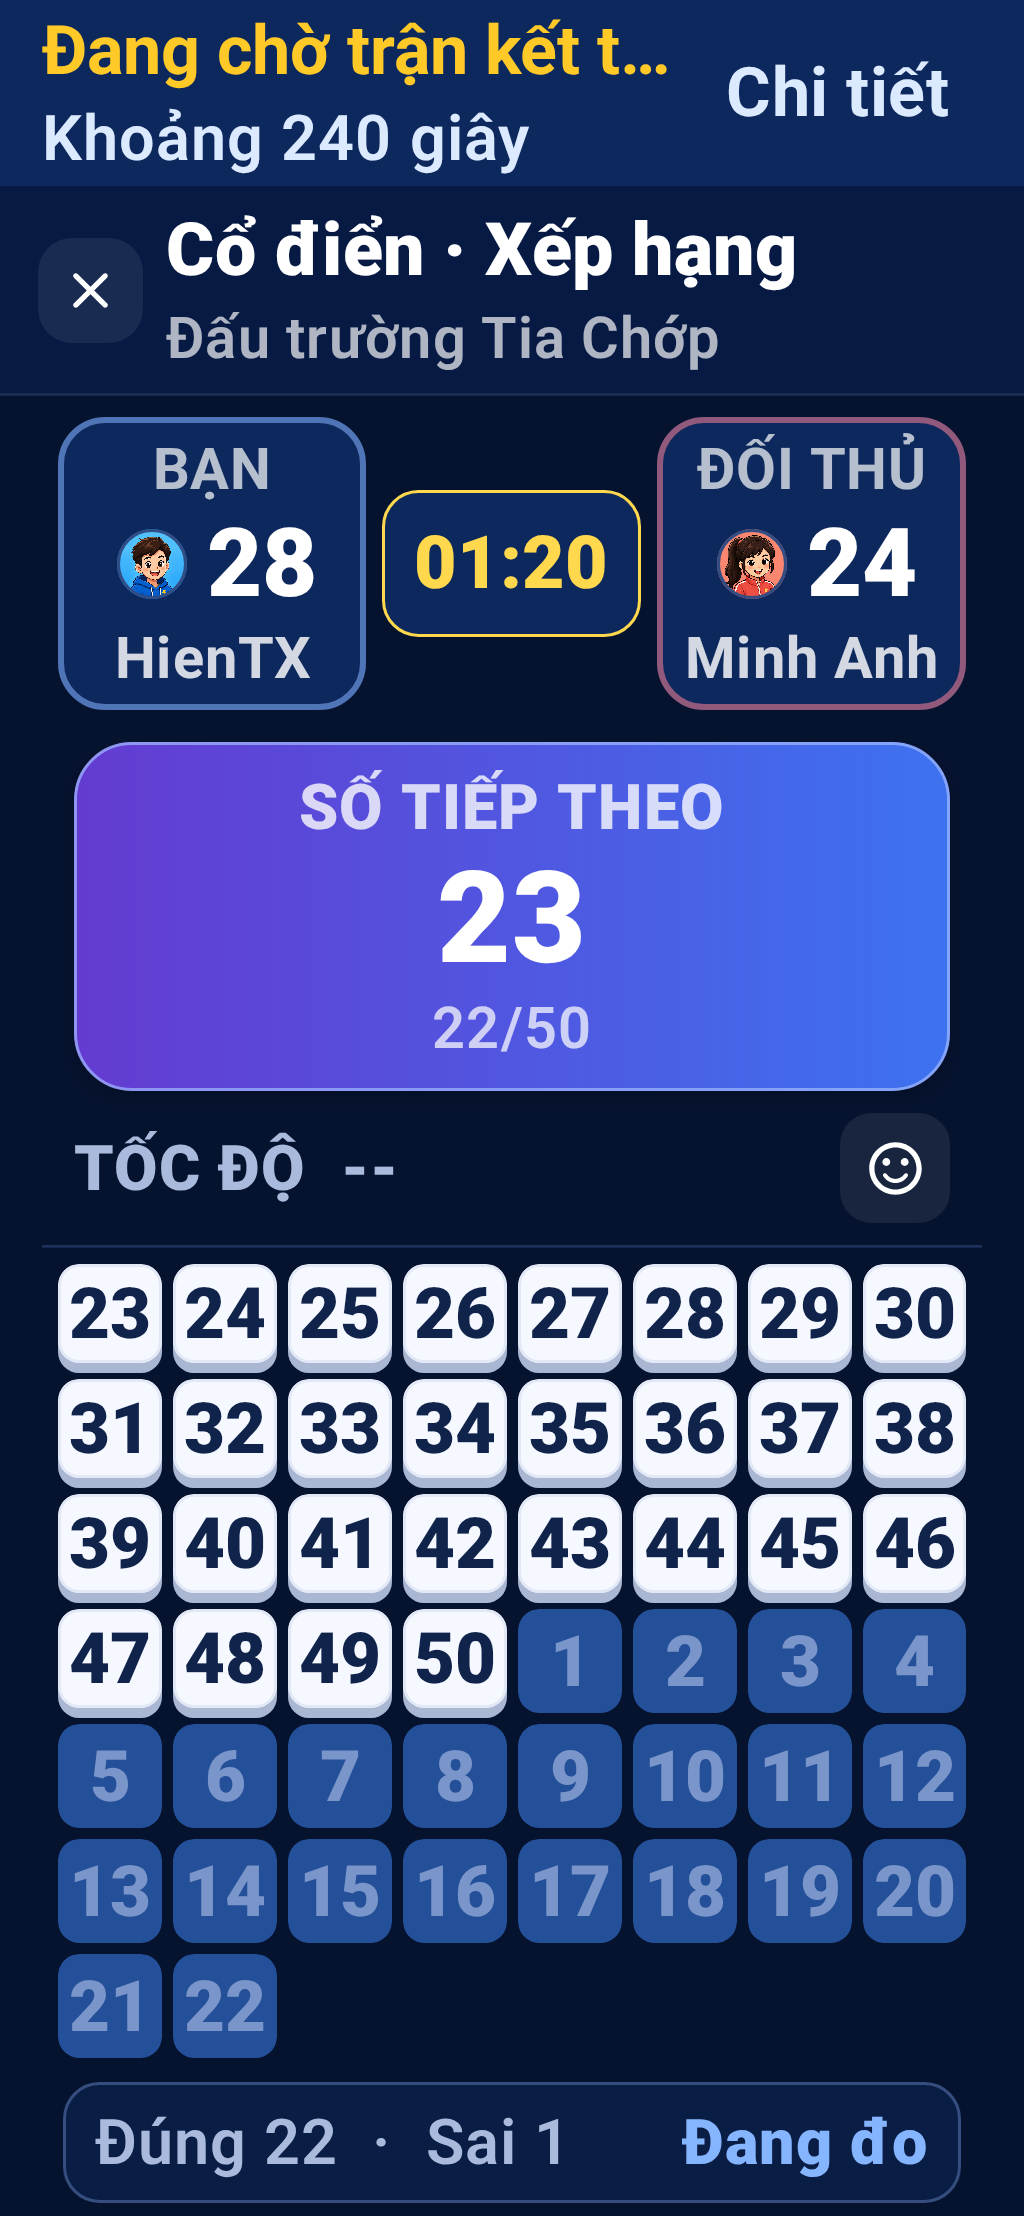 Đang chờ trận kết t...
Khoảng 240 giây
Chi tiết
Cổ điển · Xếp hạng
Đấu trường Tia Chớp
BẠN
28
HienTX
01:20
ĐỐI THỦ
24
Minh Anh
SỐ TIẾP THEO
23
22/50
TỐC ĐỘ --
23 24 25 26 27 28 29 30
31 32 33 34 35 36 37 38
39 40 41 42 43 44 45 46
47 48 49 50 1 2 3 4
5 6 7 8 9 10 11 12
13 14 15 16 17 18 19 20
21 22
Đúng 22 · Sai 1 Đang đo